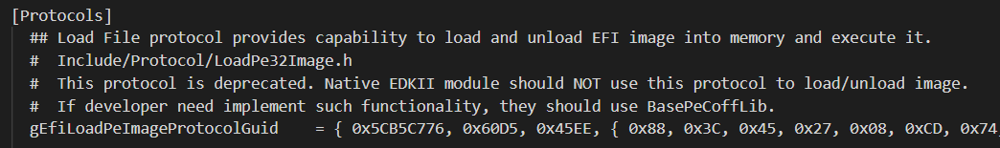 [Protocols]
## Load File protocol provides capability to load and unload EFI image into memory and execute it.
# Include/Protocol/LoadPe32Image.h
# This protocol is deprecated. Native EDKII module should NOT use this protocol to load/unload image.
# If developer need implement such functionality, they should use BasePeCoffLib.
gEfiLoadPeImageProtocolGuid = { 0x5CB5C776, 0x60D5, 0x45EE, { 0x88, 0x3C, 0x45, 0x27, 0x08, 0xCD, 0x74,